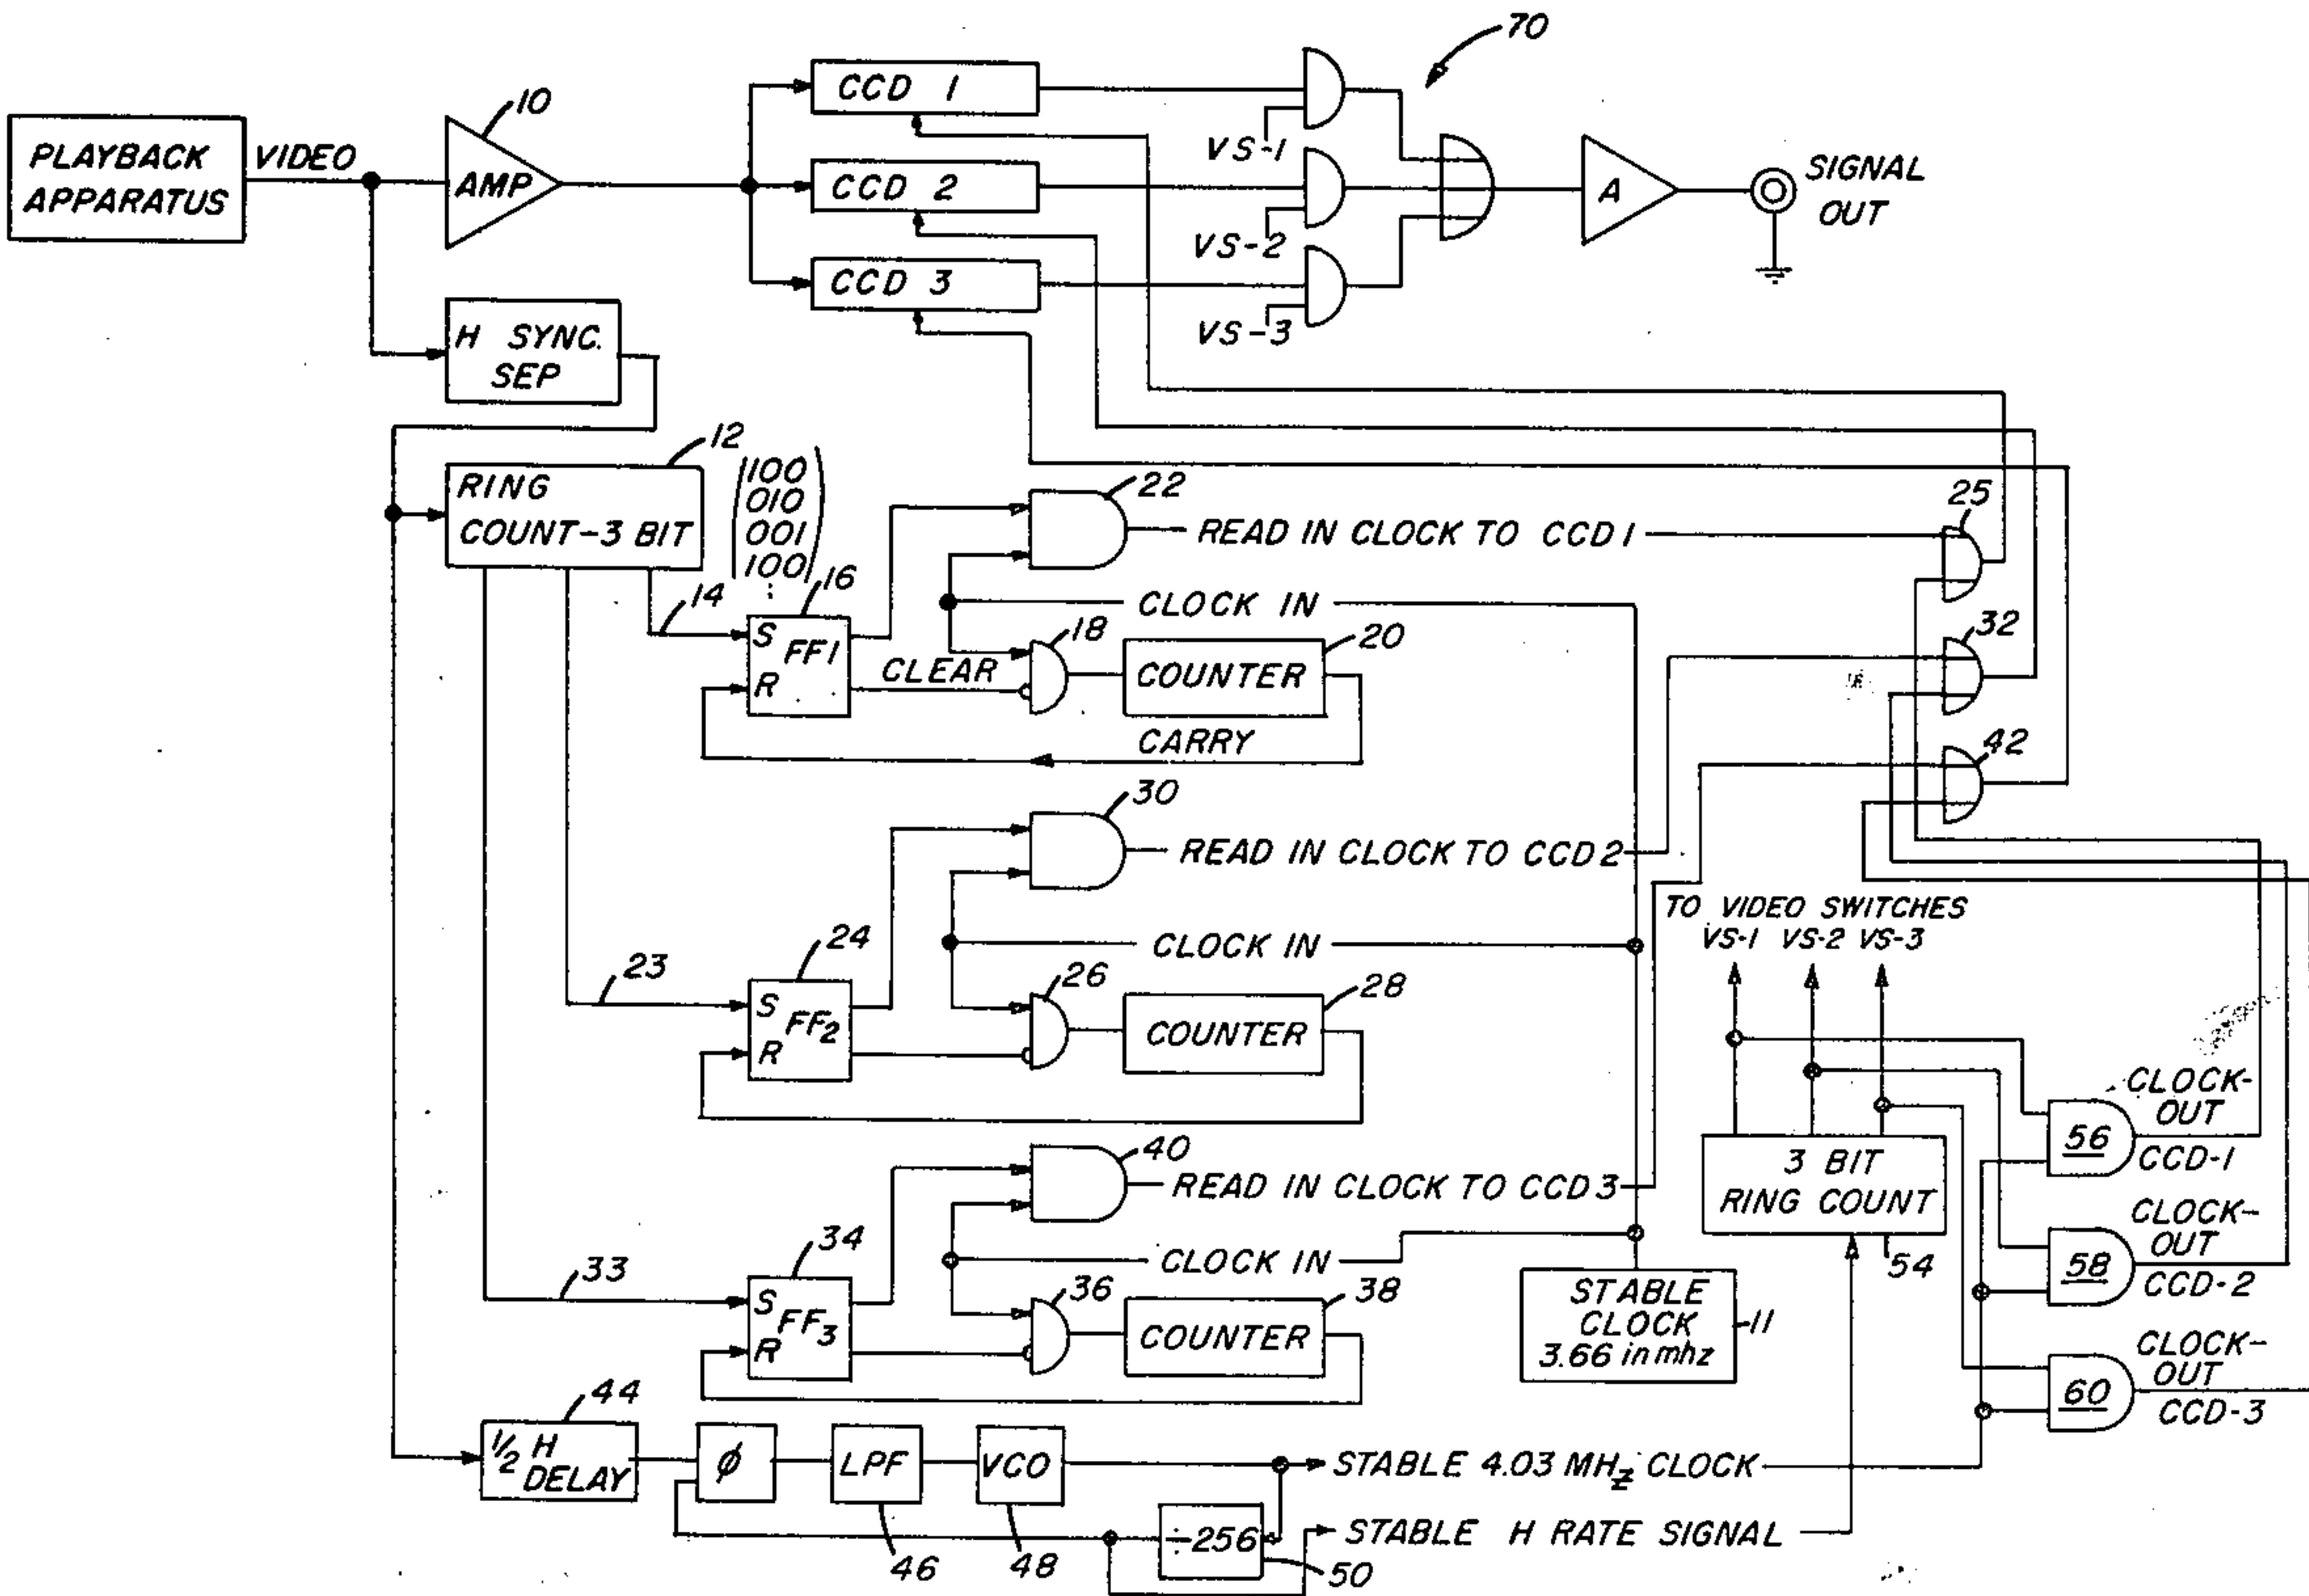 70
10
PLAYBACK
APPARATUS
VIDEO
AMP
CCD 1
CCD 2
CCD 3
VS-1
VS-2
VS-3
A
SIGNAL
OUT
H SYNC.
SEP
12
RING
COUNT-3 BIT
100
010
001
100
14
16
S
FF1
R
22
READ IN CLOCK TO CCD 1
25
CLOCK IN
18
CLEAR
20
COUNTER
CARRY
32
42
30
READ IN CLOCK TO CCD 2
23
24
S
FF2
R
CLOCK IN
26
28
COUNTER
TO VIDEO SWITCHES
VS-1 VS-2 VS-3
40
READ IN CLOCK TO CCD 3
33
34
S
FF3
R
CLOCK IN
36
38
COUNTER
STABLE
CLOCK
3.66 in mhz
11
3 BIT
RING COUNT
54
56
CLOCK-
OUT
CCD-1
58
CLOCK-
OUT
CCD-2
60
CLOCK-
OUT
CCD-3
44
1/2 H
DELAY
φ
LPF
46
VCO
48
STABLE 4.03 MHZ CLOCK
÷256
50
STABLE H RATE SIGNAL